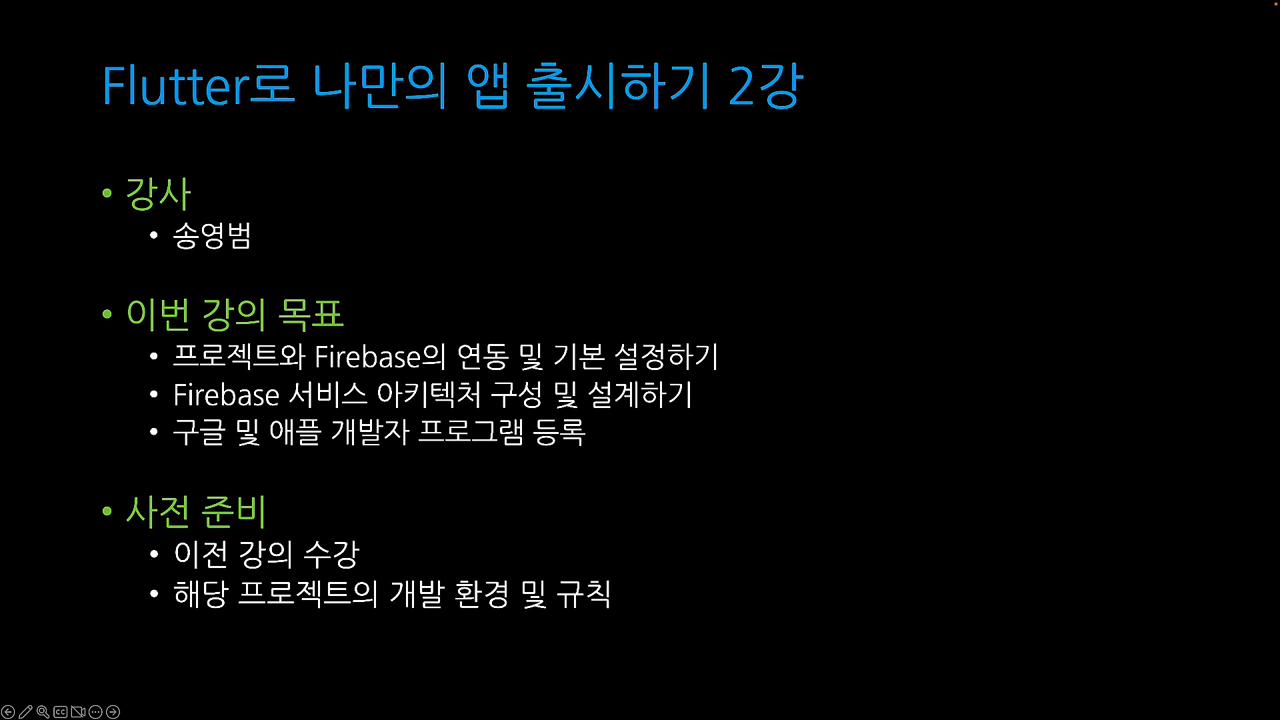 Flutter로 나만의 앱 출시하기 2강
• 강사
• 송영범
• 이번 강의 목표
• 프로젝트와 Firebase의 연동 및 기본 설정하기
• Firebase 서비스 아키텍처 구성 및 설계하기
• 구글 및 애플 개발자 프로그램 등록
• 사전 준비
• 이전 강의 수강
• 해당 프로젝트의 개발 환경 및 규칙
CC